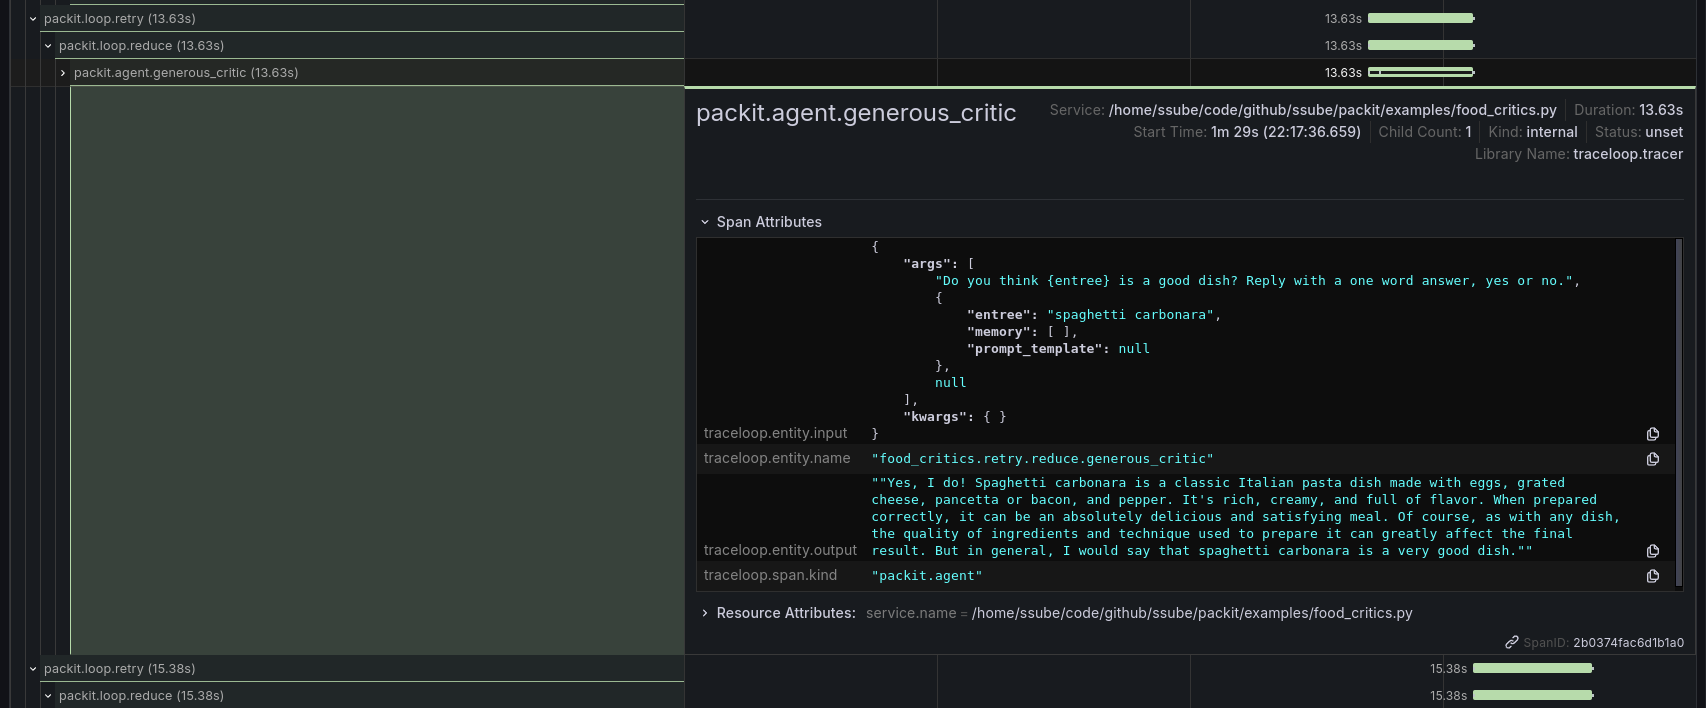 packit.loop.retry (13.63s)
13.63s
packit.loop.reduce (13.63s)
13.63s
packit.agent.generous_critic (13.63s)
13.63s
packit.agent.generous_critic
Service: /home/ssube/code/github/ssube/packit/examples/food_critics.py
Duration: 13.63s
Start Time: 1m 29s (22:17:36.659)
Child Count: 1
Kind: internal
Status: unset
Library Name: traceloop.tracer
Span Attributes
{
"args": [
"Do you think {entree} is a good dish? Reply with a one word answer, yes or no.",
{
"entree": "spaghetti carbonara",
"memory": [ ],
"prompt_template": null
},
null
],
"kwargs": { }
traceloop.entity.input }
traceloop.entity.name "food_critics.retry.reduce.generous_critic"
""Yes, I do! Spaghetti carbonara is a classic Italian pasta dish made with eggs, grated
cheese, pancetta or bacon, and pepper. It's rich, creamy, and full of flavor. When prepared
correctly, it can be an absolutely delicious and satisfying meal. Of course, as with any dish,
the quality of ingredients and technique used to prepare it can greatly affect the final
traceloop.entity.output result. But in general, I would say that spaghetti carbonara is a very good dish.""
traceloop.span.kind "packit.agent"
Resource Attributes: service.name = /home/ssube/code/github/ssube/packit/examples/food_critics.py
SpanID: 2b0374fac6d1b1a0
packit.loop.retry (15.38s)
15.38s
packit.loop.reduce (15.38s)
15.38s